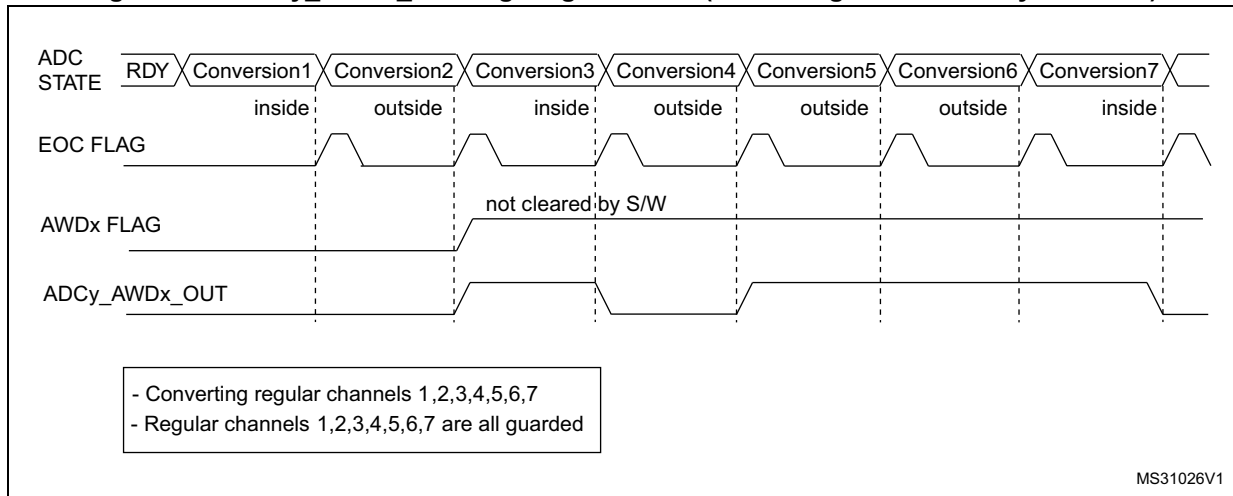 ADC
STATE
RDY Conversion1 Conversion2 Conversion3 Conversion4 Conversion5 Conversion6 Conversion7
inside outside inside outside outside outside inside
EOC FLAG
not cleared by S/W
AWDx FLAG
ADCy_AWDx_OUT
- Converting regular channels 1,2,3,4,5,6,7
- Regular channels 1,2,3,4,5,6,7 are all guarded
MS31026V1